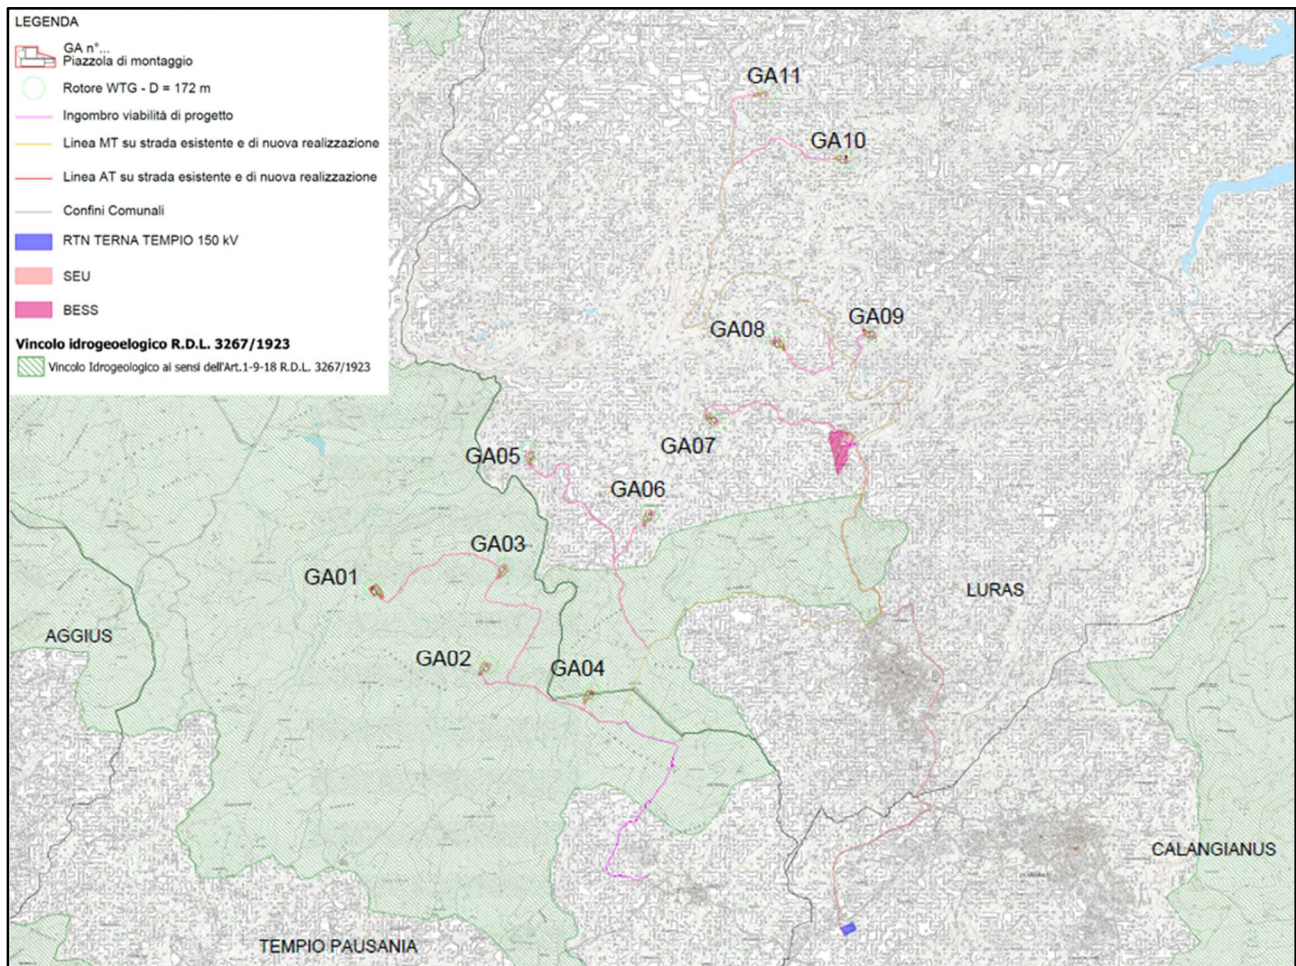 LEGENDA
GA n°...
Piazzola di montaggio
Rotore WTG - D = 172 m
Ingombro viabilità di progetto
Linea MT su strada esistente e di nuova realizzazione
Linea AT su strada esistente e di nuova realizzazione
Confini Comunali
RTN TERNA TEMPIO 150 kV
SEU
BESS
Vincolo idrogeoelogico R.D.L. 3267/1923
Vincolo Idrogeologico ai sensi dell'Art.1-9-18 R.D.L. 3267/1923
GA11
GA10
GA08
GA09
GA07
GA05
GA06
GA03
GA01
LURAS
AGGIUS
GA02
GA04
CALANGIANUS
TEMPIO PAUSANIA